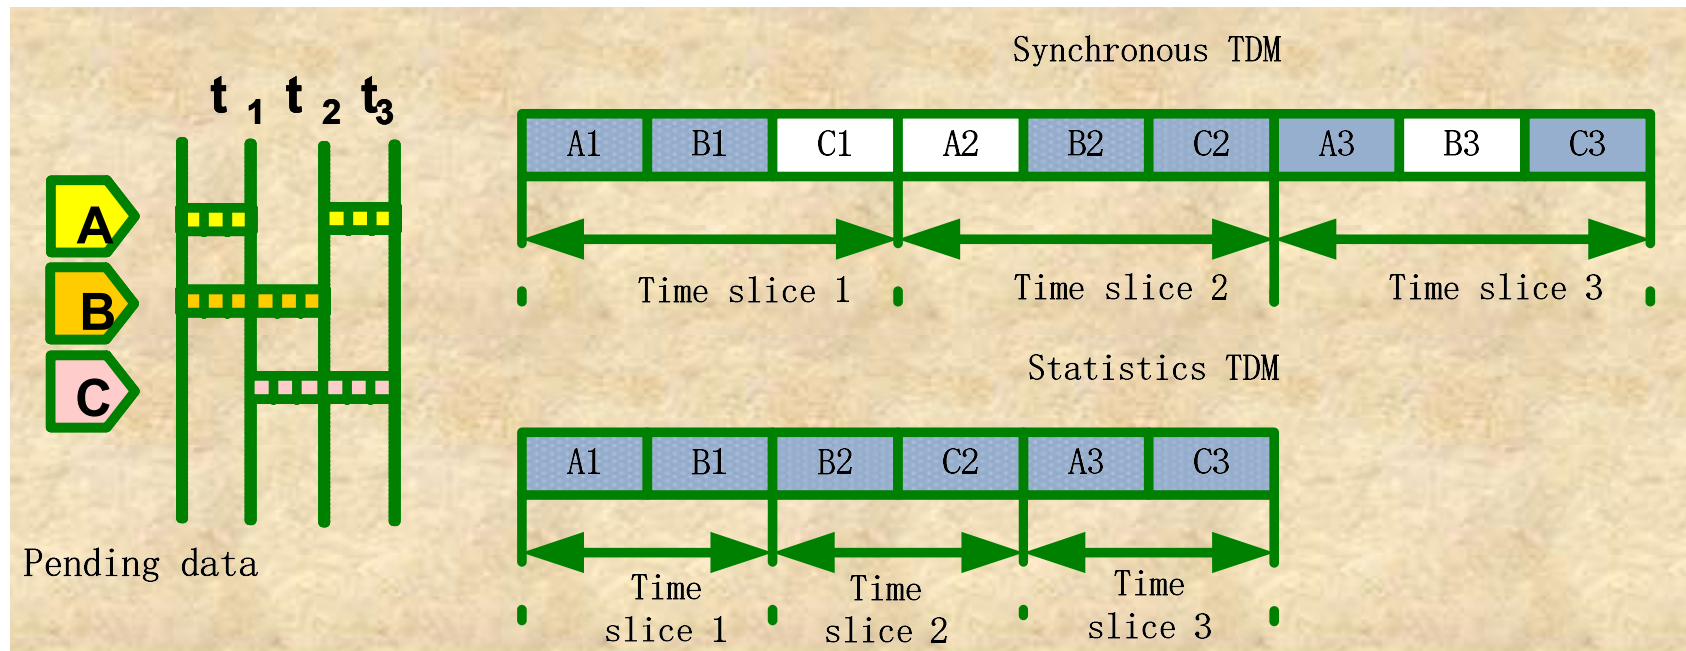 t 1 t 2 t3
A
B
C
Pending data
Synchronous TDM
A1 B1 C1 A2 B2 C2 A3 B3 C3
Time slice 1 Time slice 2 Time slice 3
Statistics TDM
A1 B1 B2 C2 A3 C3
Time slice 1
Time slice 2
Time slice 3